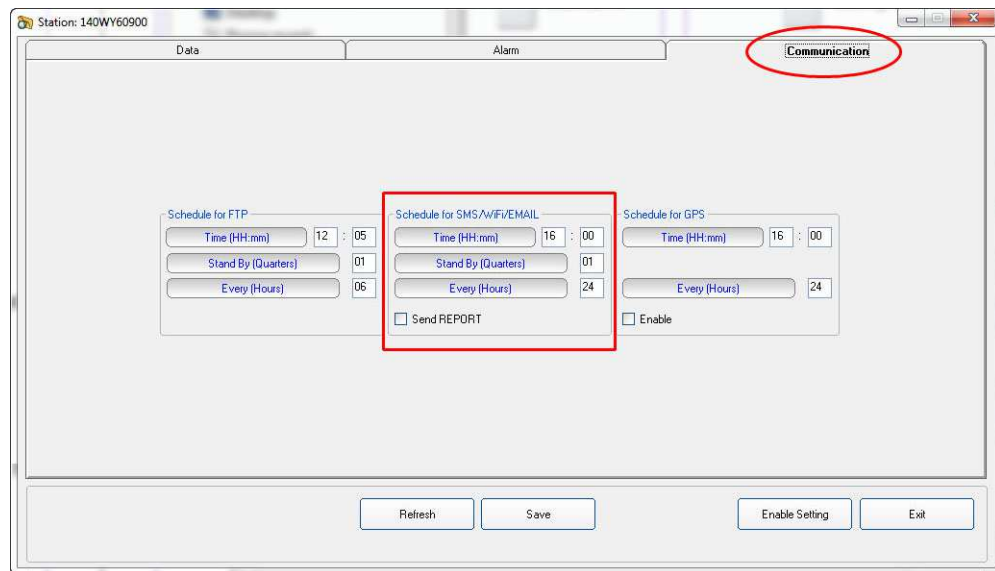 Station: 140WY60900
Data Alarm Communication
Schedule for FTP
Time (HH:mm) 12 : 05
Stand By (Quarters) 01
Every (Hours) 06
Schedule for SMS/WiFi/EMAIL
Time (HH:mm) 16 : 00
Stand By (Quarters) 01
Every (Hours) 24
Send REPORT
Schedule for GPS
Time (HH:mm) 16 : 00
Every (Hours) 24
Enable
Refresh Save Enable Setting Exit